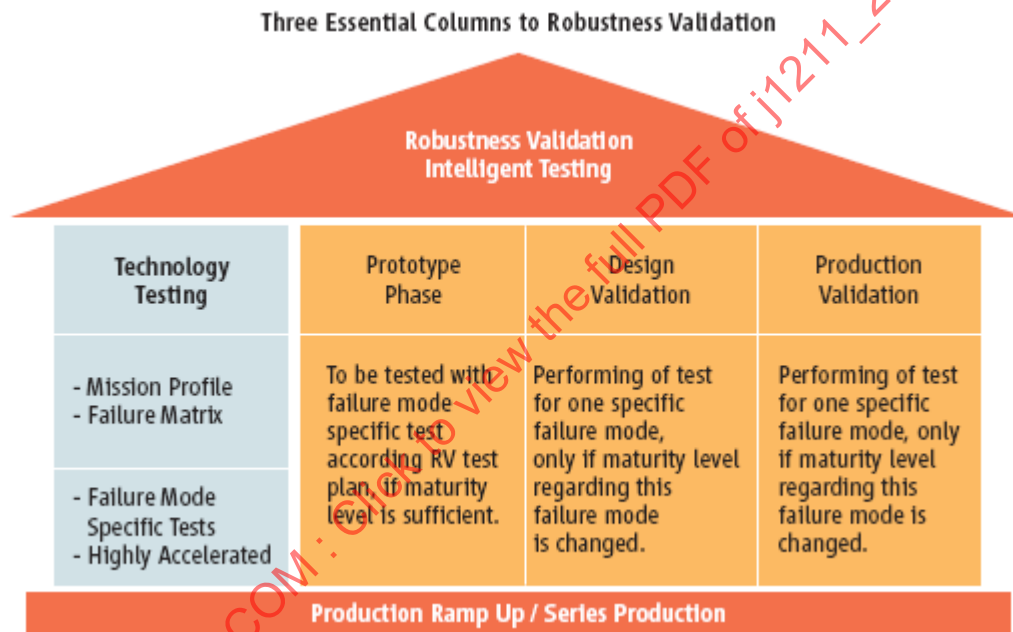 Three Essential Columns to Robustness Validation
Robustness Validation
Intelligent Testing
Technology
Testing
- Mission Profile
- Failure Matrix
- Failure Mode
Specific Tests
- Highly Accelerated
Prototype
Phase
To be tested with
failure mode
specific test
according RV test
plan, if maturity
level is sufficient.
Design
Validation
Performing of test
for one specific
failure mode,
only if maturity level
regarding this
failure mode
is changed.
Production
Validation
Performing of test
for one specific
failure mode, only
if maturity level
regarding this
failure mode is
changed.
Production Ramp Up / Series Production
COM : Click to view the full PDF of j1211_2